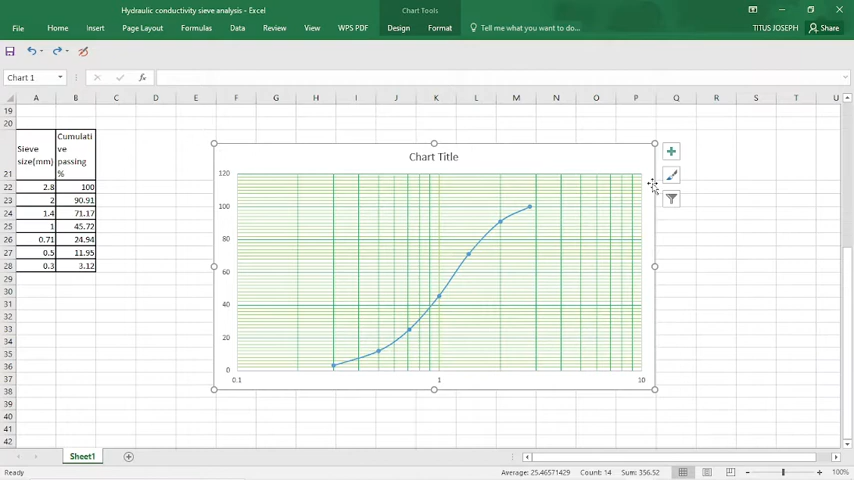 Hydraulic conductivity sieve analysis - Excel
Chart Tools
TITUS JOSEPH
Share
File Home Insert Page Layout Formulas Data Review View WPS PDF Design Format Tell me what you want to do...
Chart 1
fx
A B C D E F G H I J K L M N O P Q R S T U
19
20
21 Sieve size(mm) Cumulati ve passing %
22 2.8 100
23 2 90.91
24 1.4 71.17
25 1 45.72
26 0.71 24.94
27 0.5 11.95
28 0.3 3.12
29
30
31
32
33
34
35
36
37
38
39
40
41
42
Chart Title
120
100
80
60
40
20
0
0.1 1 10
Sheet1
Ready
Average: 25.46571429 Count: 14 Sum: 356.52
100%